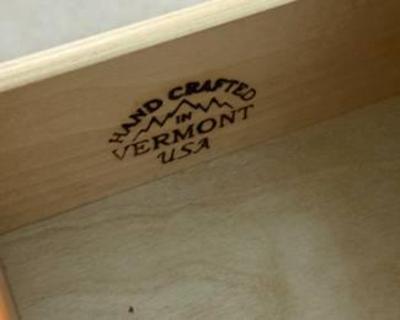 HAND CRAFTED
IN
VERMONT
USA